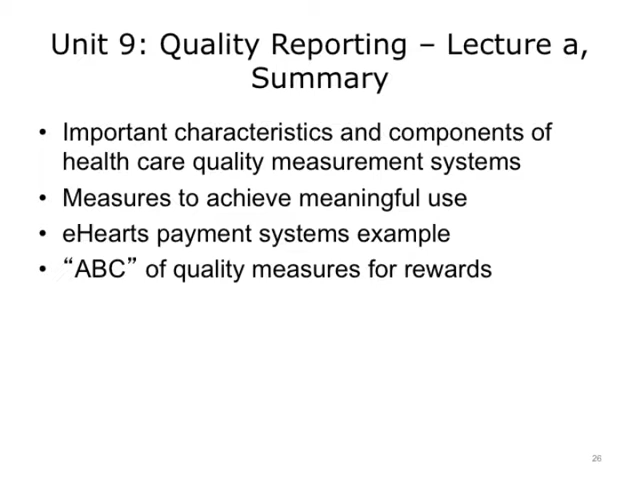 Unit 9: Quality Reporting – Lecture a,
Summary
• Important characteristics and components of
health care quality measurement systems
• Measures to achieve meaningful use
• eHearts payment systems example
• “ABC” of quality measures for rewards
26